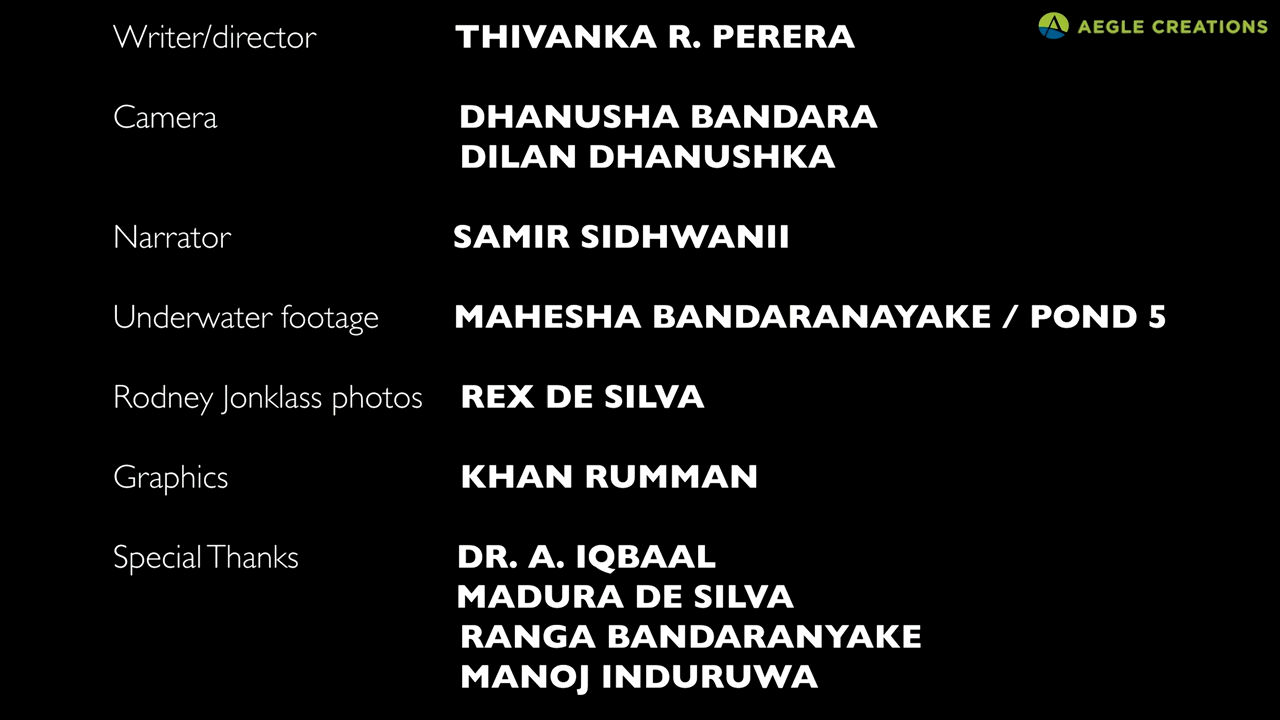 Writer/director THIVANKA R. PERERA
AEGLE CREATIONS
Camera DHANUSHA BANDARA
DILAN DHANUSHKA
Narrator SAMIR SIDHWANII
Underwater footage MAHESHA BANDARANAYAKE / POND 5
Rodney Jonklass photos REX DE SILVA
Graphics KHAN RUMMAN
Special Thanks DR. A. IQBAAL
MADURA DE SILVA
RANGA BANDARANYAKE
MANOJ INDURUWA